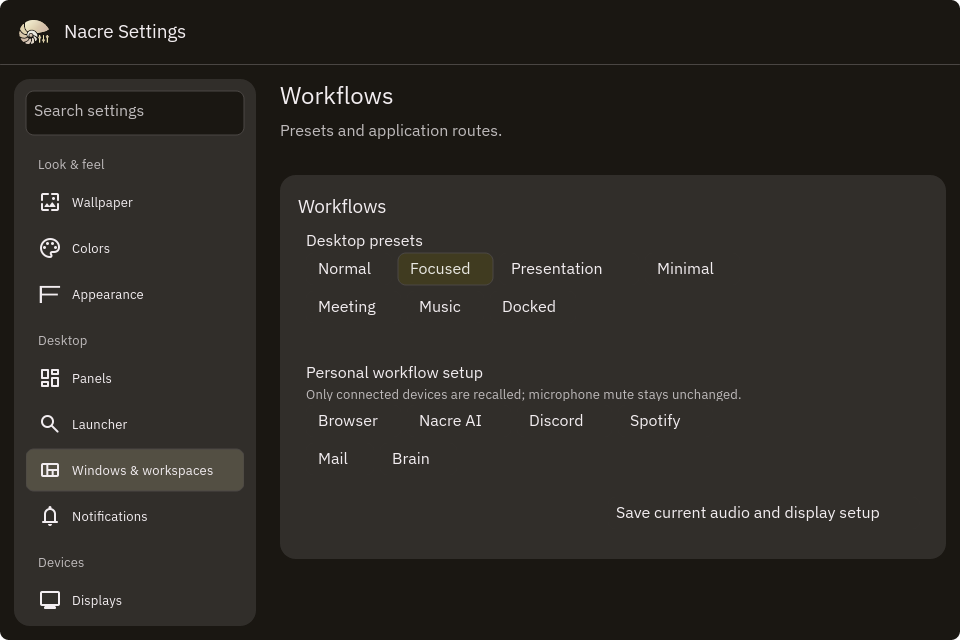 Nacre Settings
Search settings
Look & feel
Wallpaper
Colors
Appearance
Desktop
Panels
Launcher
Windows & workspaces
Notifications
Devices
Displays
Workflows
Presets and application routes.
Workflows
Desktop presets
Normal Focused Presentation Minimal
Meeting Music Docked
Personal workflow setup
Only connected devices are recalled; microphone mute stays unchanged.
Browser Nacre AI Discord Spotify
Mail Brain
Save current audio and display setup